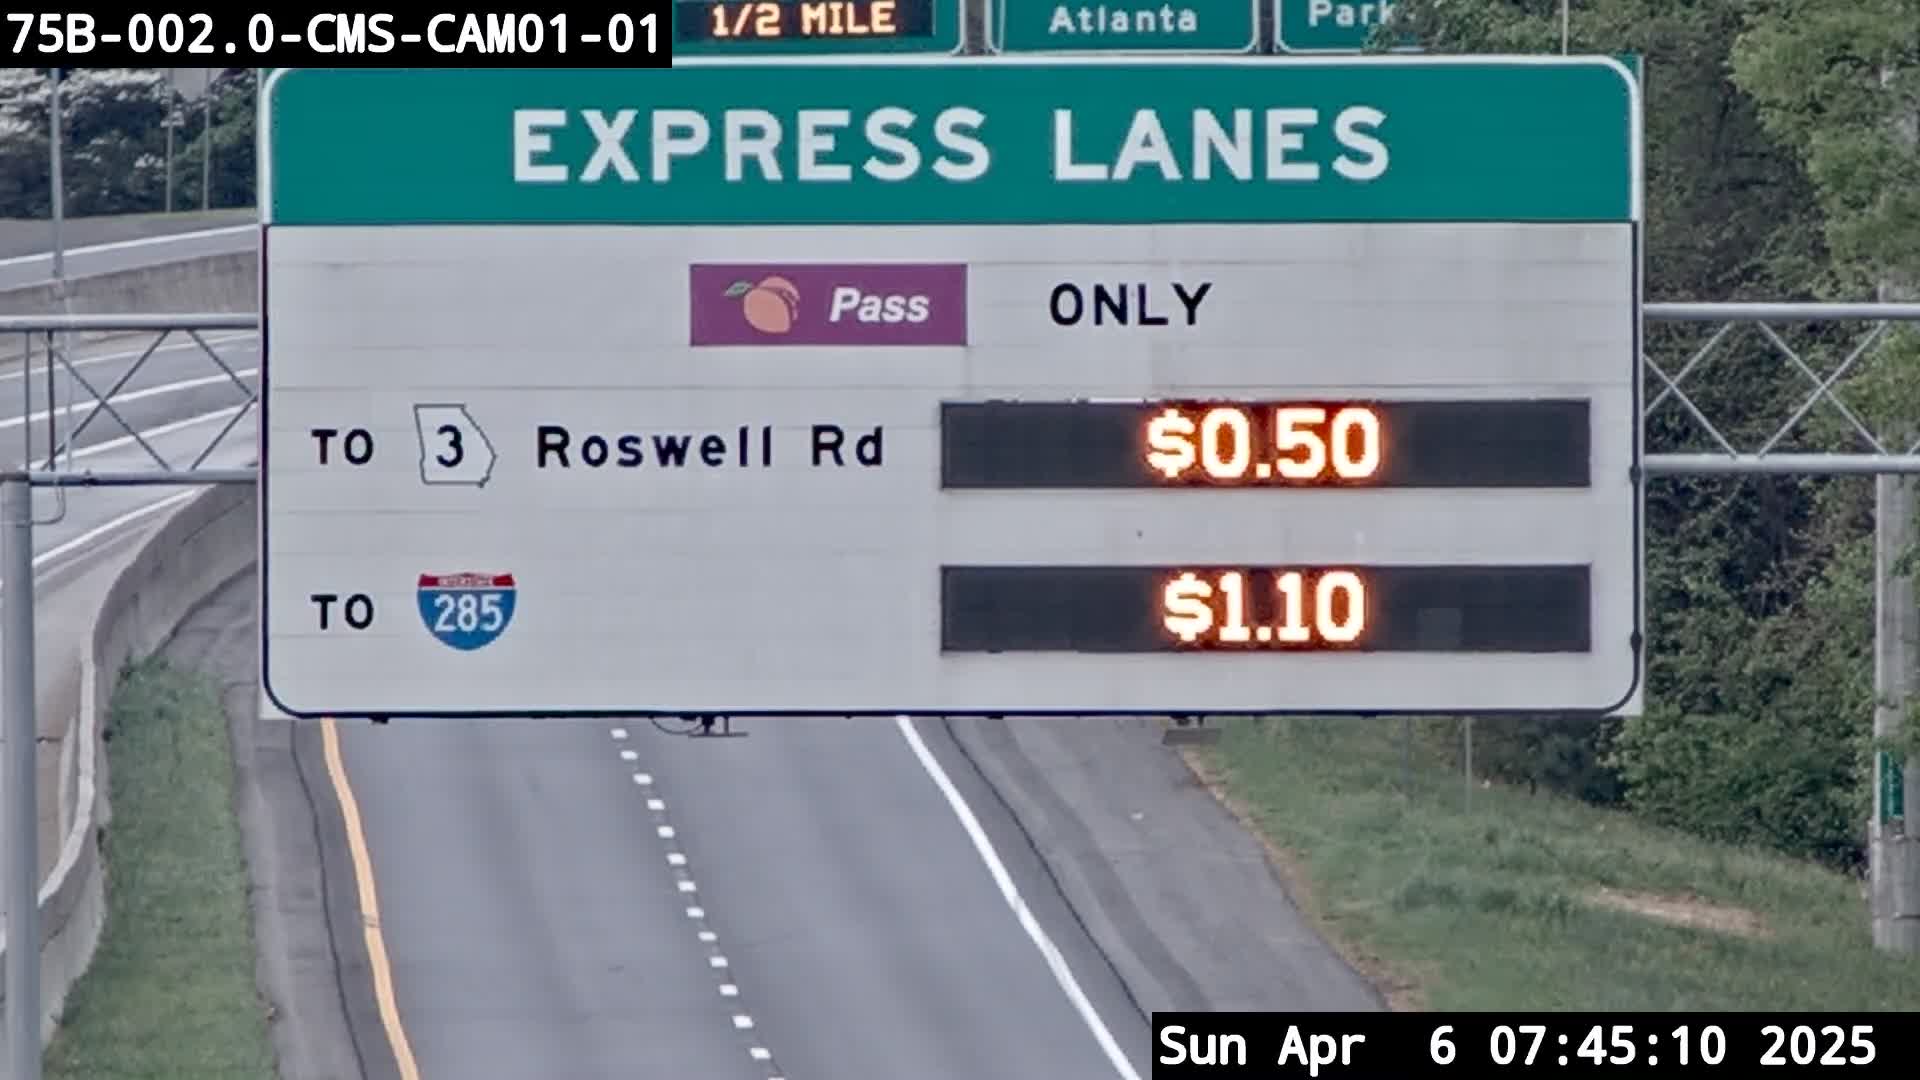 75B-002.0-CMS-CAM01-01
1/2 MILE
Atlanta
Park
EXPRESS LANES
Pass ONLY
TO 3 Roswell Rd $0.50
TO 285 $1.10
Sun Apr 6 07:45:10 2025